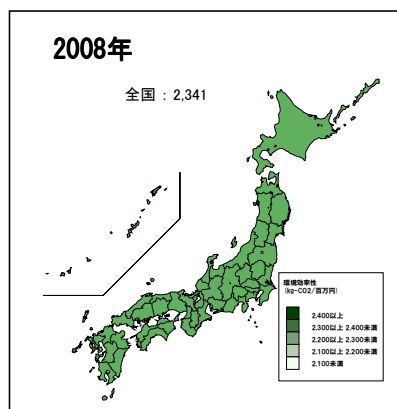 2008年
全国 : 2,341
環境効率性
(kg-CO2/百万円)
2,400以上
2,300以上 2,400未満
2,200以上 2,300未満
2,100以上 2,200未満
2,100未満